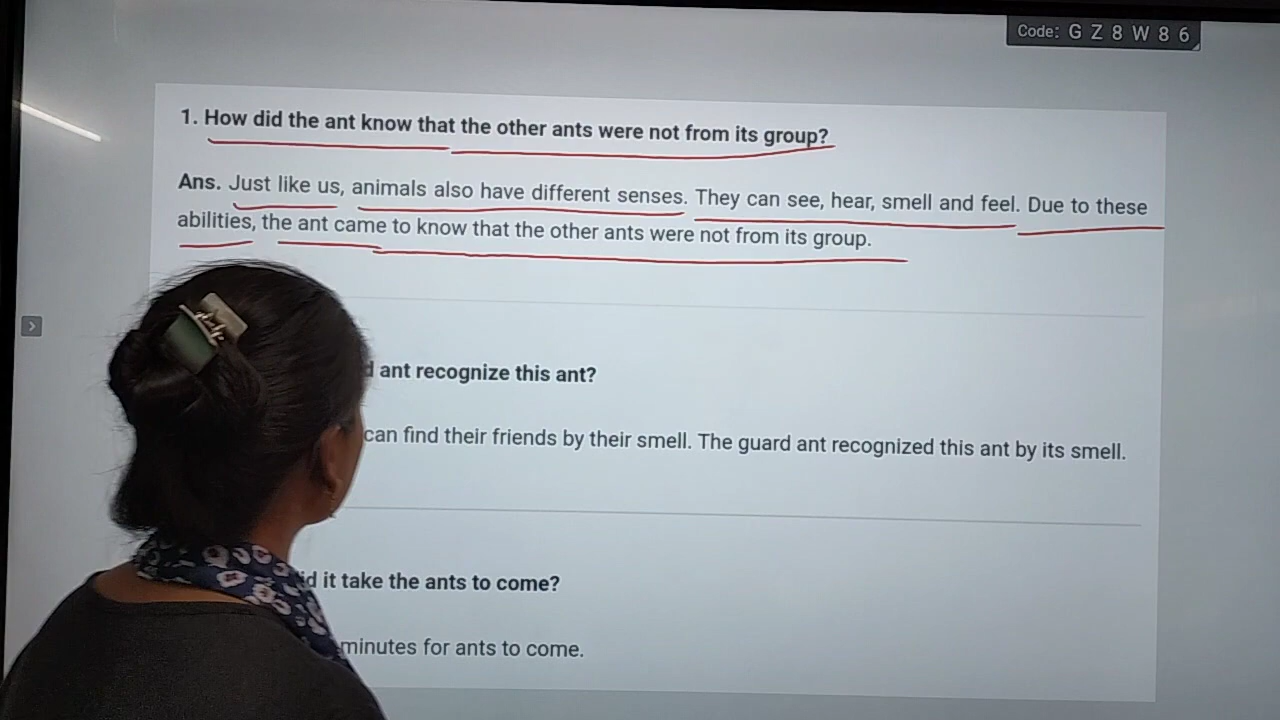 Code: G Z 8 W 8 6
1. How did the ant know that the other ants were not from its group?
Ans. Just like us, animals also have different senses. They can see, hear, smell and feel. Due to these
abilities, the ant came to know that the other ants were not from its group.
ant recognize this ant?
can find their friends by their smell. The guard ant recognized this ant by its smell.
it take the ants to come?
minutes for ants to come.